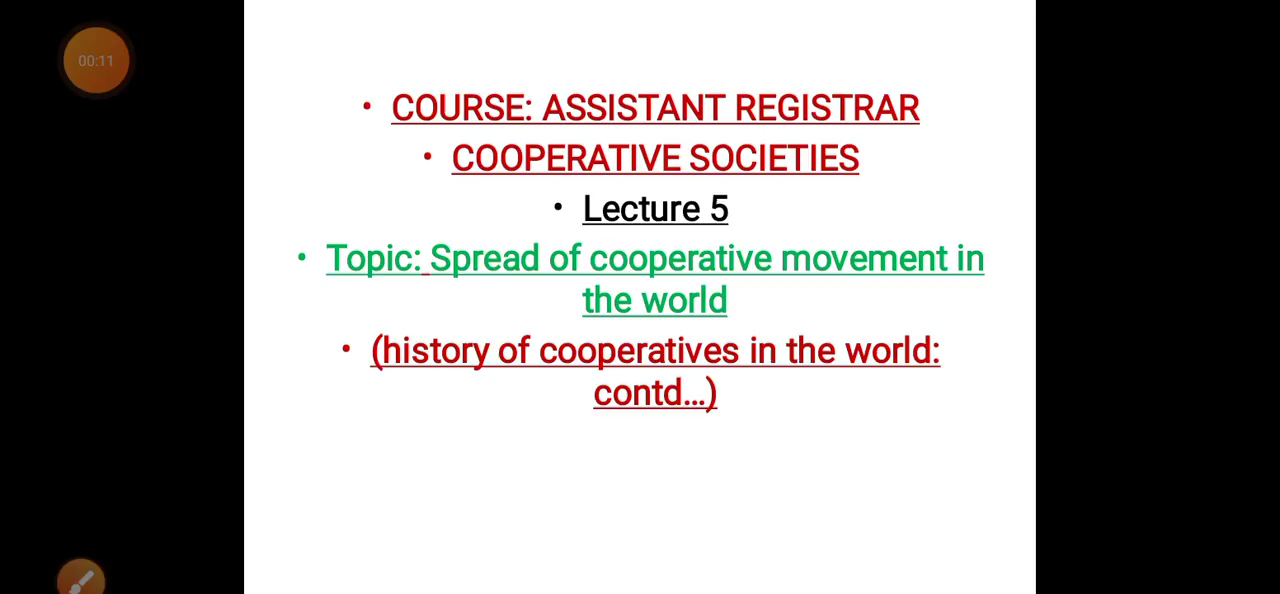 00:11
• COURSE: ASSISTANT REGISTRAR
• COOPERATIVE SOCIETIES
• Lecture 5
• Topic: Spread of cooperative movement in
the world
• (history of cooperatives in the world:
contd...)